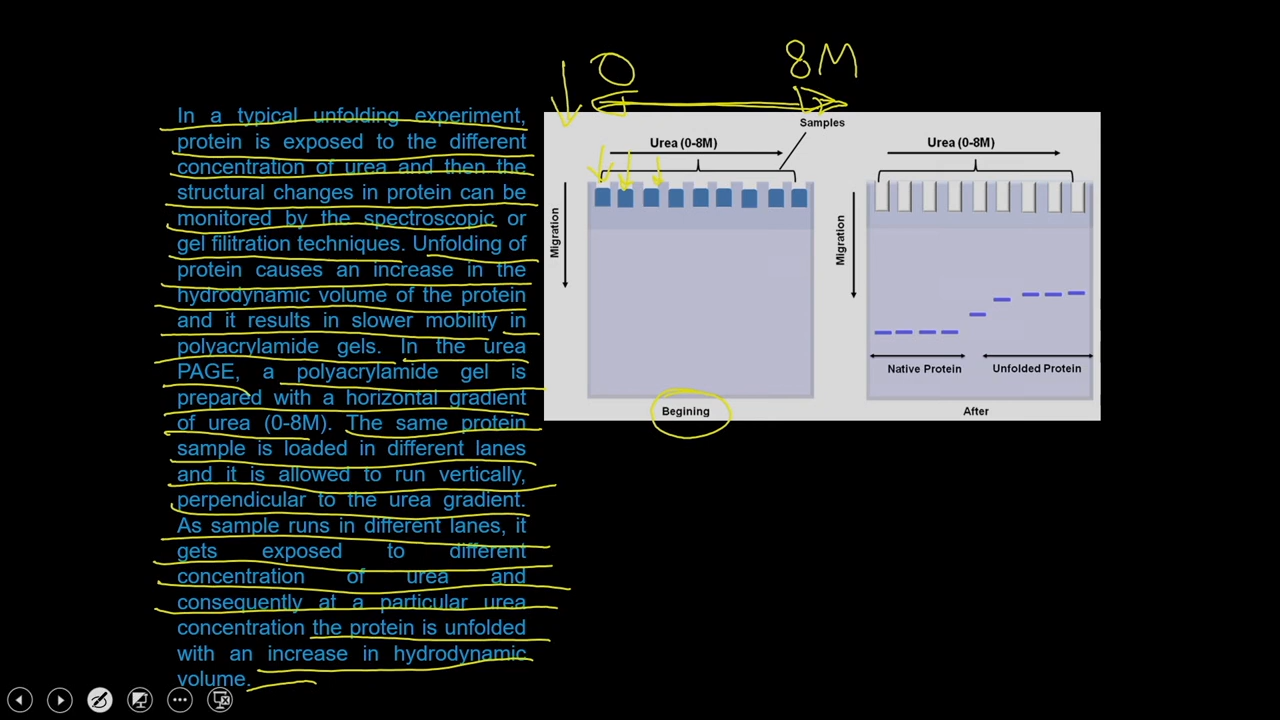 In a typical unfolding experiment,
protein is exposed to the different
concentration of urea and then the
structural changes in protein can be
monitored by the spectroscopic or
gel filitration techniques. Unfolding of
protein causes an increase in the
hydrodynamic volume of the protein
and it results in slower mobility in
polyacrylamide gels. In the urea
PAGE, a polyacrylamide gel is
prepared with a horizontal gradient
of urea (0-8M). The same protein
sample is loaded in different lanes
and it is allowed to run vertically,
perpendicular to the urea gradient.
As sample runs in different lanes, it
gets exposed to different
concentration of urea and
consequently at a particular urea
concentration the protein is unfolded
with an increase in hydrodynamic
volume.
0 8M
Samples
Urea (0-8M)
Migration
Begining
Urea (0-8M)
Migration
Native Protein
Unfolded Protein
After